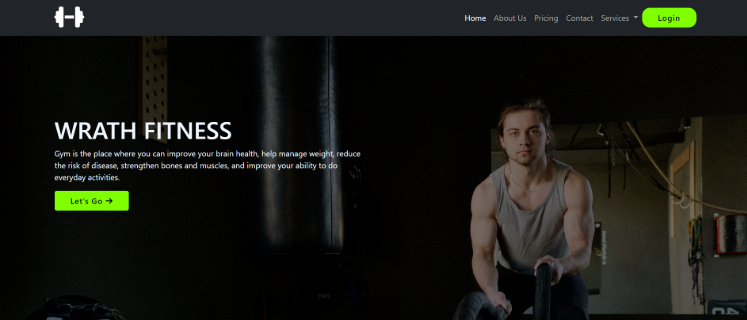 Home About Us Pricing Contact Services Login
WRATH FITNESS
Gym is the place where you can improve your brain health, help manage weight, reduce
the risk of disease, strengthen bones and muscles, and improve your ability to do
everyday activities.
Let's Go →